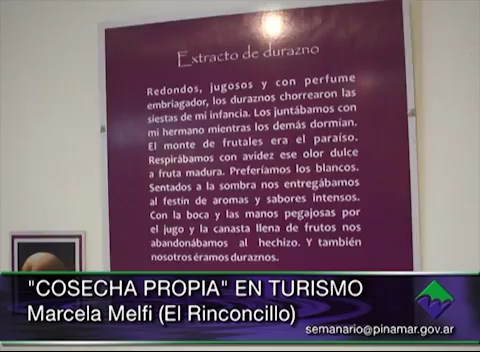 Extracto de durazno
Redondos, jugosos y con perfume
embriagador, los duraznos chorrearon las
siestas de mi infancia. Los juntábamos con
mi hermano mientras los demás dormían.
El monte de frutales era el paraíso.
Respirábamos con avidez ese olor dulce
a fruta madura. Preferíamos los blancos.
Sentados a la sombra nos entregábamos
al festín de aromas y sabores intensos.
Con la boca y las manos pegajosas por
el jugo y la canasta llena de frutos nos
abandonábamos al hechizo. Y también
nosotros éramos duraznos.
"COSECHA PROPIA" EN TURISMO
Marcela Melfi (El Rinconcillo)
semanario@pinamar.gov.ar